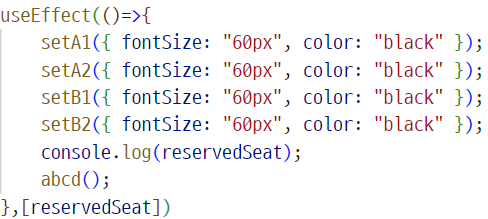 useEffect(()=>{
    setA1({ fontSize: "60px", color: "black" });
    setA2({ fontSize: "60px", color: "black" });
    setB1({ fontSize: "60px", color: "black" });
    setB2({ fontSize: "60px", color: "black" });
    console.log(reservedSeat);
    abcd();
},[reservedSeat])